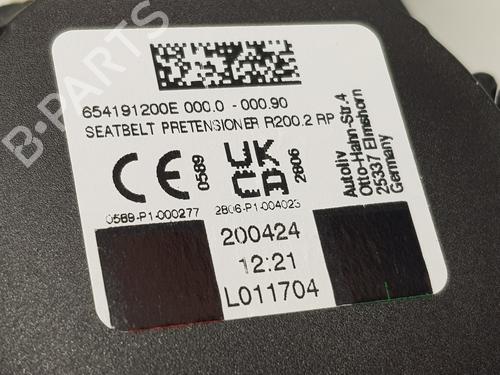 B-PARTS
654191200E 000.0 - 000.90
SEATBELT PRETENSIONER R200.2 RP
CE 0589
UK CA 2806
0589-P1-000277
2806-P1-004023
Autoliv
Otto-Hahn-Str.4
25337 Elmshorn
Germany
200424
12:21
L011704